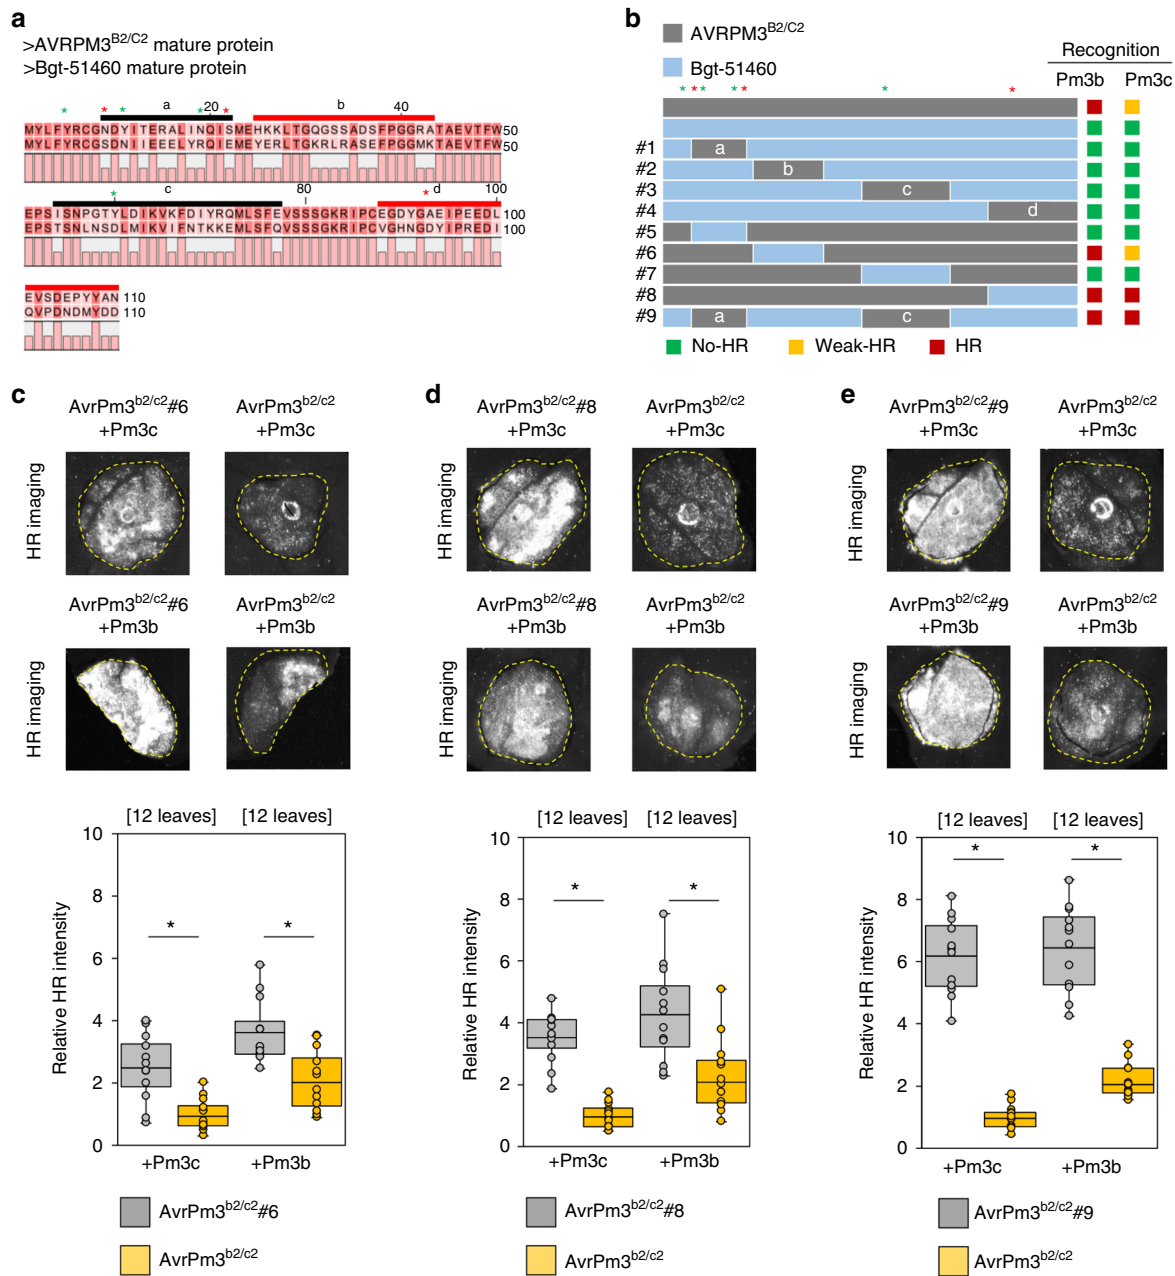 a
>AVRPM3B2/C2 mature protein
>Bgt-51460 mature protein
* * * a * 20 * b 40
MYLFYRCGNDYITERALINQISMEHKKLTGQGSSADSFPGGRATAEVTFW 50
MYLFYRCGSDNIIEEELYRQIEMEYERLTGKRLRASEFPGGMKTAEVTFW 50
* c 80 * d 100
EPSISNPGTYLDIKVKFDIYRQMLSFEVSSSGKRIPCEGDYGAEIPEEDL 100
EPSTSNLNSDLMIKVIFNTKKEMLSFQVSSSGKRIPCVGHNGDYIPREDI 100
EVSDEPYYYAN 110
QVPDNDMYDD 110
b
AVRPM3B2/C2
Bgt-51460
Recognition
Pm3b Pm3c
* * * * * * *
#1 a
#2 b
#3 c
#4 d
#5
#6
#7
#8
#9 a c
No-HR Weak-HR HR
c
AvrPm3b2/c2#6 +Pm3c
AvrPm3b2/c2 +Pm3c
HR imaging
AvrPm3b2/c2#6 +Pm3b
AvrPm3b2/c2 +Pm3b
HR imaging
[12 leaves] [12 leaves]
Relative HR intensity
10
8
6
4
2
0
* *
+Pm3c +Pm3b
AvrPm3b2/c2#6
AvrPm3b2/c2
d
AvrPm3b2/c2#8 +Pm3c
AvrPm3b2/c2 +Pm3c
HR imaging
AvrPm3b2/c2#8 +Pm3b
AvrPm3b2/c2 +Pm3b
HR imaging
[12 leaves] [12 leaves]
Relative HR intensity
10
8
6
4
2
0
* *
+Pm3c +Pm3b
AvrPm3b2/c2#8
AvrPm3b2/c2
e
AvrPm3b2/c2#9 +Pm3c
AvrPm3b2/c2 +Pm3c
HR imaging
AvrPm3b2/c2#9 +Pm3b
AvrPm3b2/c2 +Pm3b
HR imaging
[12 leaves] [12 leaves]
Relative HR intensity
10
8
6
4
2
0
* *
+Pm3c +Pm3b
AvrPm3b2/c2#9
AvrPm3b2/c2